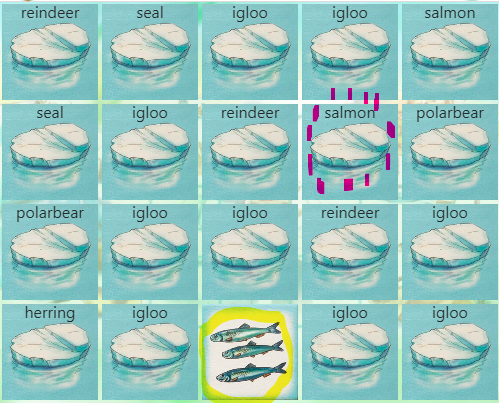 reindeer seal igloo igloo salmon
seal igloo reindeer salmon polarbear
polarbear igloo igloo reindeer igloo
herring igloo igloo igloo